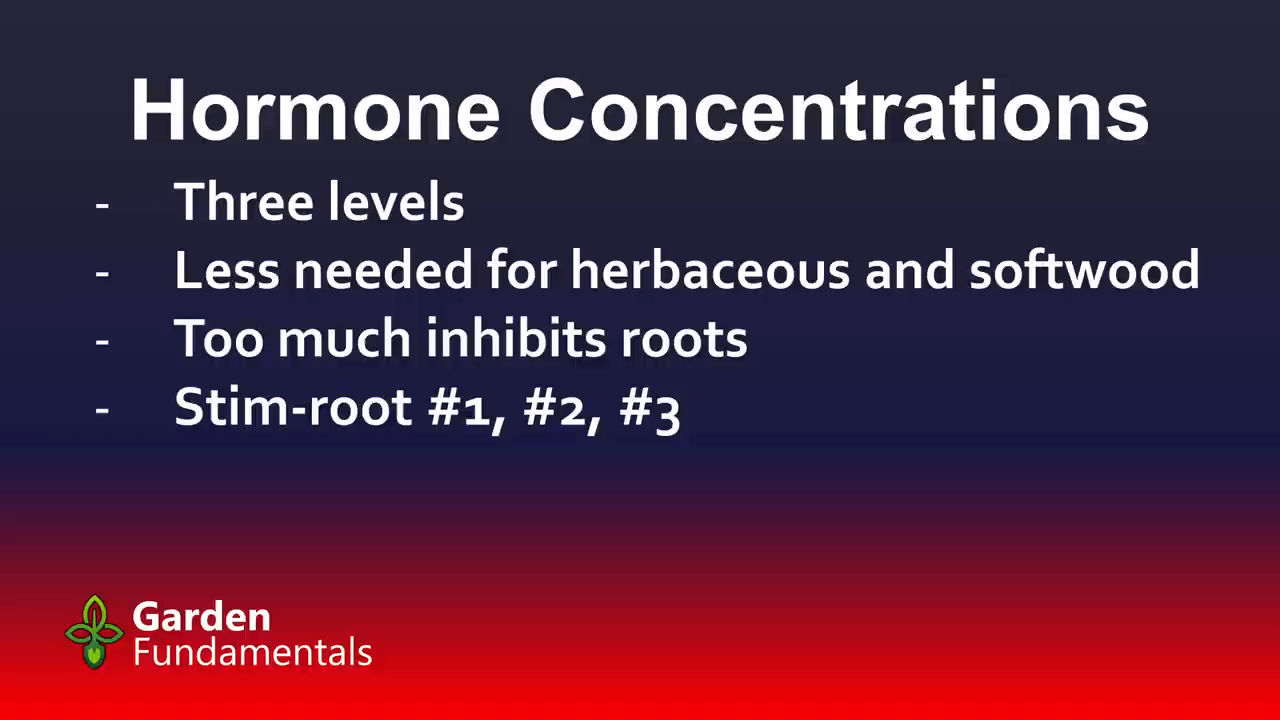 Hormone Concentrations
- Three levels
- Less needed for herbaceous and softwood
- Too much inhibits roots
- Stim-root #1, #2, #3
Garden
Fundamentals